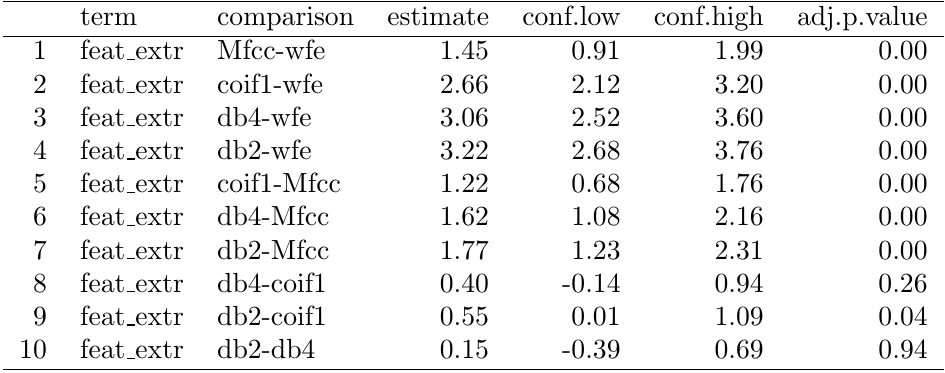 term comparison estimate conf.low conf.high adj.p.value
1 feat_extr Mfcc-wfe 1.45 0.91 1.99 0.00
2 feat_extr coif1-wfe 2.66 2.12 3.20 0.00
3 feat_extr db4-wfe 3.06 2.52 3.60 0.00
4 feat_extr db2-wfe 3.22 2.68 3.76 0.00
5 feat_extr coif1-Mfcc 1.22 0.68 1.76 0.00
6 feat_extr db4-Mfcc 1.62 1.08 2.16 0.00
7 feat_extr db2-Mfcc 1.77 1.23 2.31 0.00
8 feat_extr db4-coif1 0.40 -0.14 0.94 0.26
9 feat_extr db2-coif1 0.55 0.01 1.09 0.04
10 feat_extr db2-db4 0.15 -0.39 0.69 0.94